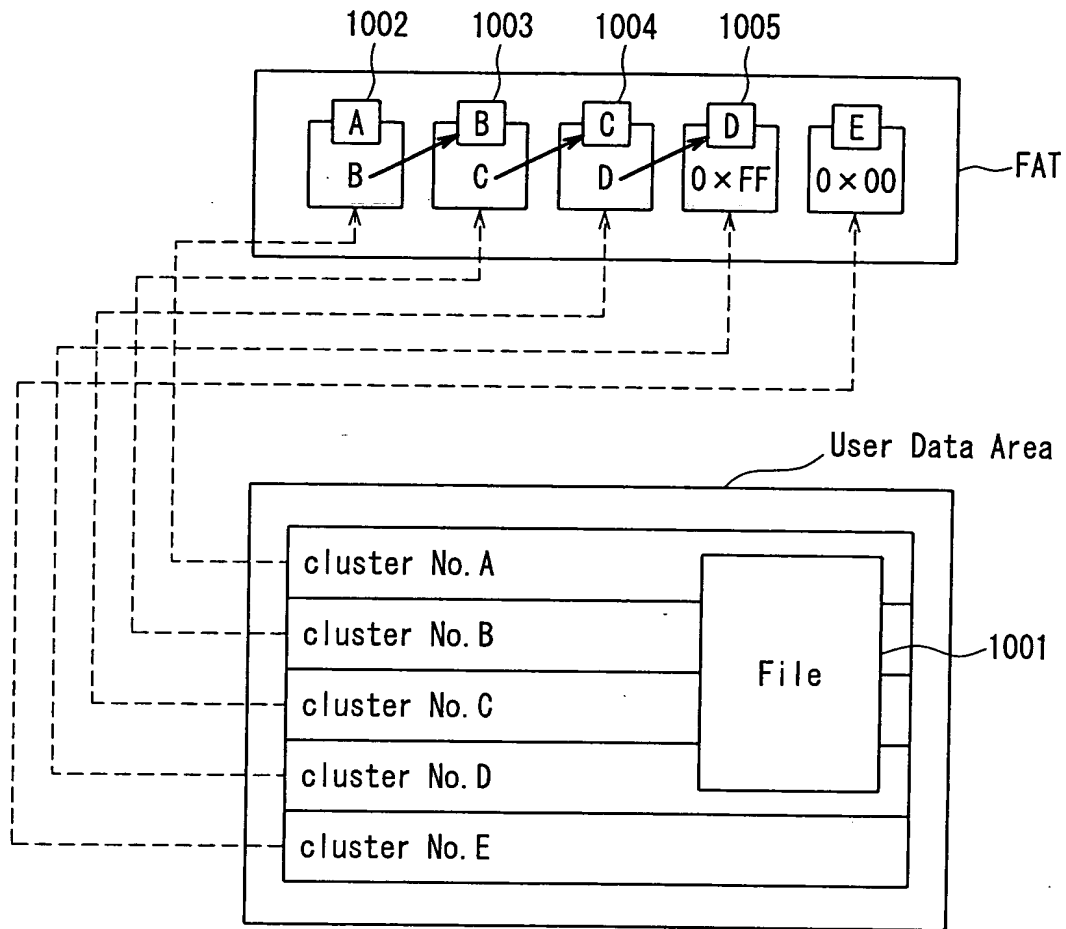 1002 1003 1004 1005
A B C D E
B C D 0×FF 0×00
FAT
User Data Area
cluster No. A
cluster No. B
1001
File
cluster No. C
cluster No. D
cluster No. E